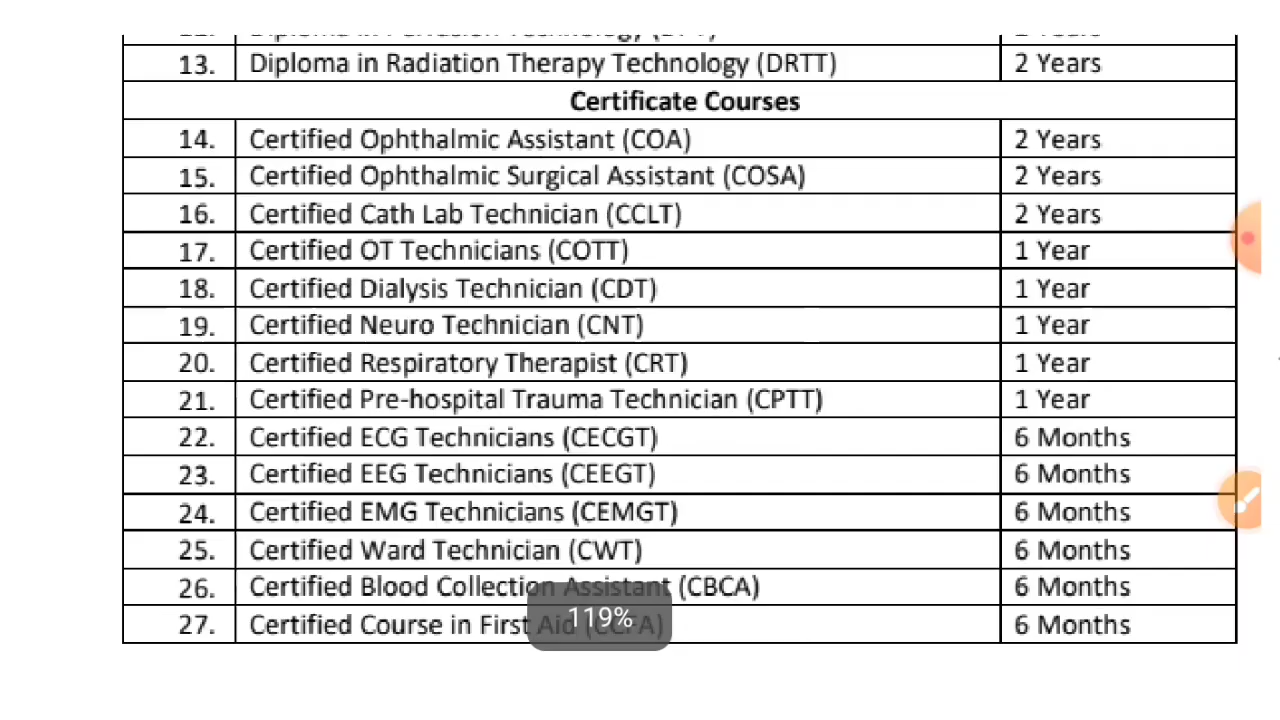 13. Diploma in Radiation Therapy Technology (DRTT) 2 Years
Certificate Courses
14. Certified Ophthalmic Assistant (COA) 2 Years
15. Certified Ophthalmic Surgical Assistant (COSA) 2 Years
16. Certified Cath Lab Technician (CCLT) 2 Years
17. Certified OT Technicians (COTT) 1 Year
18. Certified Dialysis Technician (CDT) 1 Year
19. Certified Neuro Technician (CNT) 1 Year
20. Certified Respiratory Therapist (CRT) 1 Year
21. Certified Pre-hospital Trauma Technician (CPTT) 1 Year
22. Certified ECG Technicians (CECGT) 6 Months
23. Certified EEG Technicians (CEEGT) 6 Months
24. Certified EMG Technicians (CEMGT) 6 Months
25. Certified Ward Technician (CWT) 6 Months
26. Certified Blood Collection Assistant (CBCA) 6 Months
27. Certified Course in First Aid (CCFA) 6 Months
119%